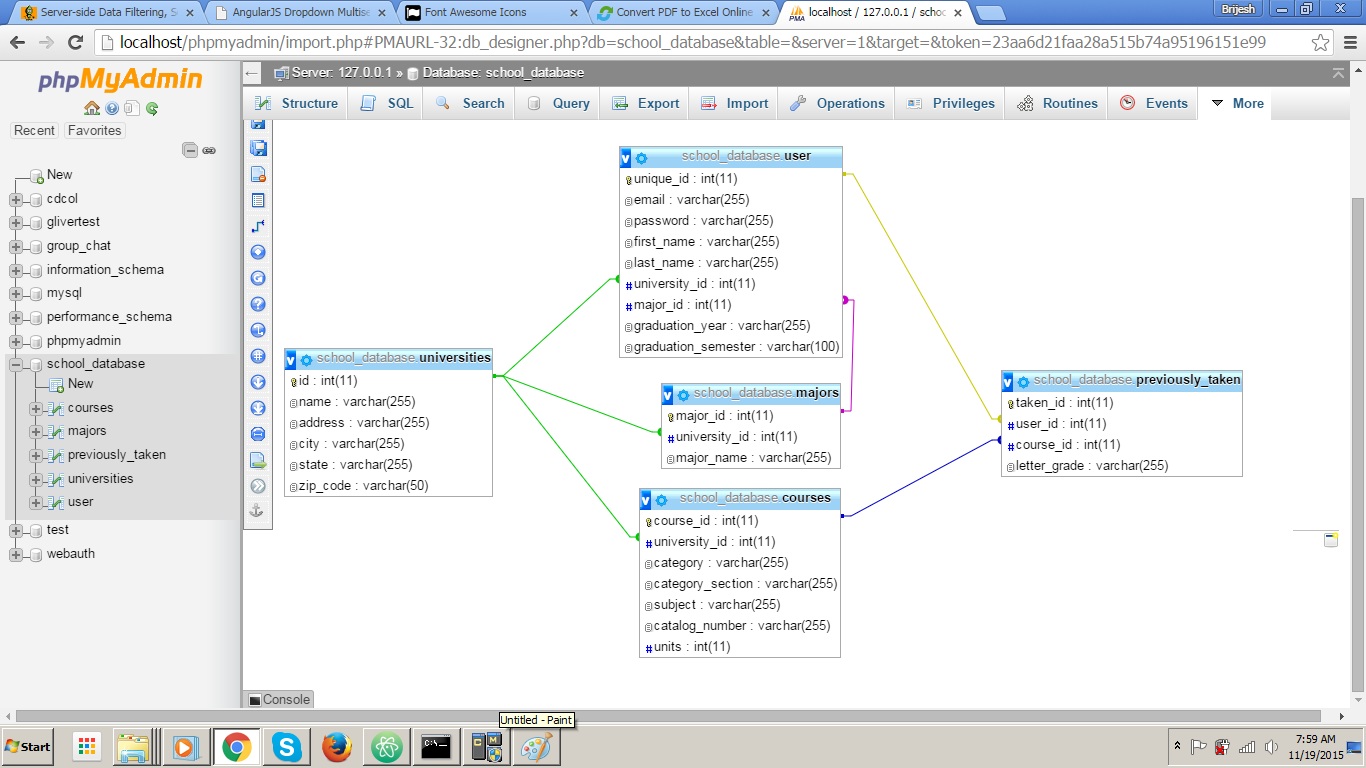 Server-side Data Filtering, S
AngularJS Dropdown Multise
Font Awesome Icons
Convert PDF to Excel Online
localhost / 127.0.0.1 / schoo
Brijesh
localhost/phpmyadmin/import.php#PMAURL-32:db_designer.php?db=school_database&table=&server=1&target=&token=23aa6d21faa28a515b74a95196151e99
phpMyAdmin
Recent
Favorites
New
cdcol
glivertest
group_chat
information_schema
mysql
performance_schema
phpmyadmin
school_database
New
courses
majors
previously_taken
universities
user
test
webauth
Server: 127.0.0.1 » Database: school_database
Structure
SQL
Search
Query
Export
Import
Operations
Privileges
Routines
Events
More
v school_database.user
unique_id : int(11)
email : varchar(255)
password : varchar(255)
first_name : varchar(255)
last_name : varchar(255)
#university_id : int(11)
#major_id : int(11)
graduation_year : varchar(255)
graduation_semester : varchar(100)
v school_database.universities
id : int(11)
name : varchar(255)
address : varchar(255)
city : varchar(255)
state : varchar(255)
zip_code : varchar(50)
v school_database.majors
major_id : int(11)
#university_id : int(11)
major_name : varchar(255)
v school_database.previously_taken
taken_id : int(11)
#user_id : int(11)
#course_id : int(11)
letter_grade : varchar(255)
v school_database.courses
course_id : int(11)
#university_id : int(11)
category : varchar(255)
category_section : varchar(255)
subject : varchar(255)
catalog_number : varchar(255)
#units : int(11)
Console
Untitled - Paint
Start
7:59 AM
11/19/2015